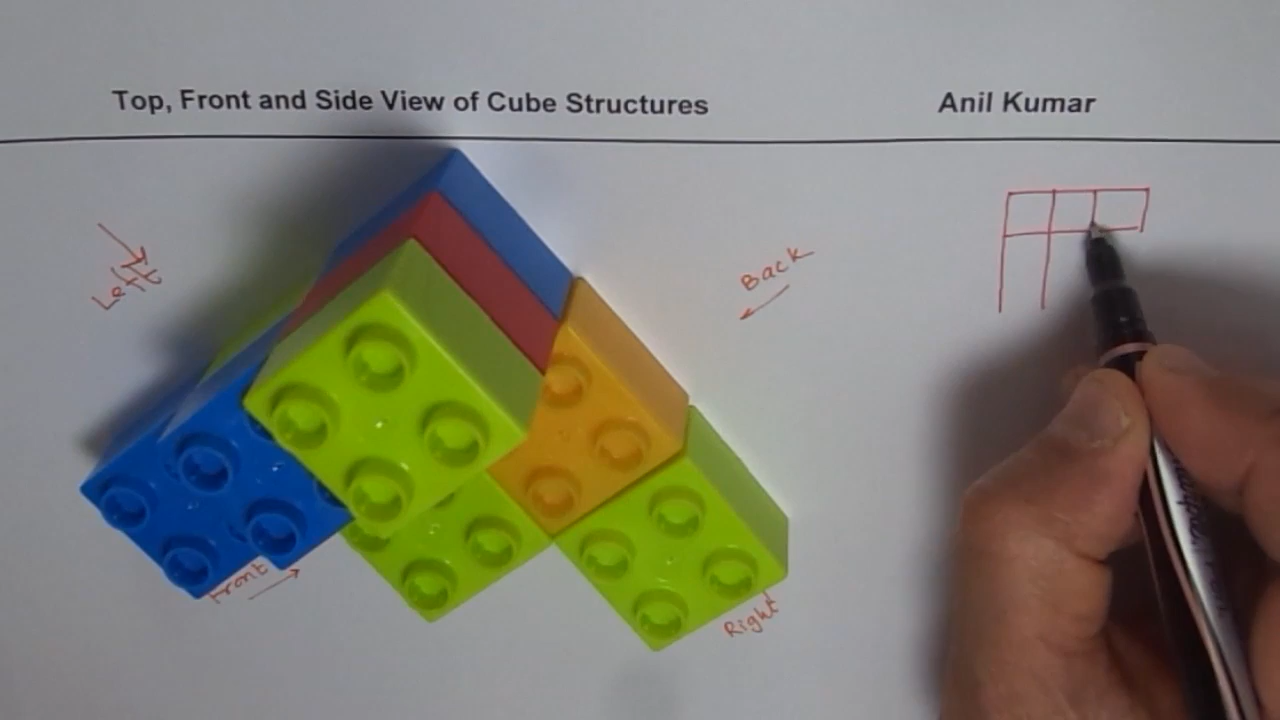 Top, Front and Side View of Cube Structures
Anil Kumar
Left
Back
Front
Right